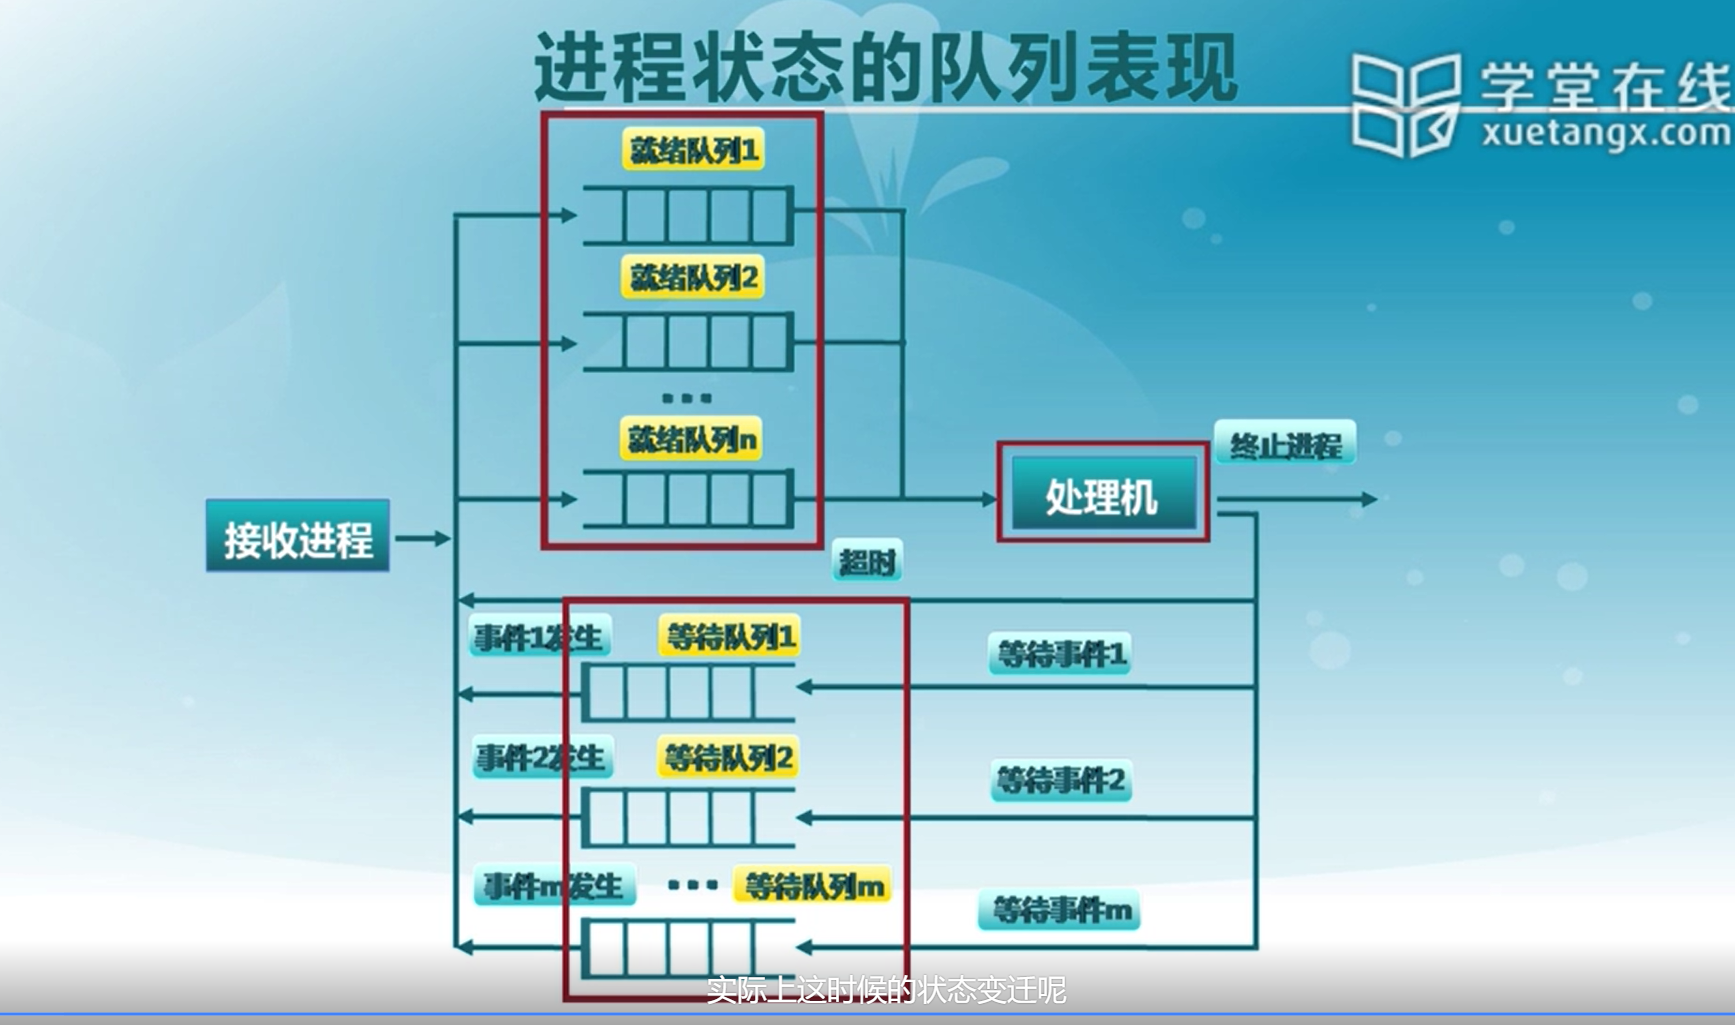 进程状态的队列表现
学堂在线
xuetangx.com
就绪队列1
就绪队列2
...
就绪队列n
终止进程
处理机
接收进程
超时
事件1发生
等待队列1
等待事件1
事件2发生
等待队列2
等待事件2
事件m发生
...
等待队列m
等待事件m
实际上这时候的状态变迁呢